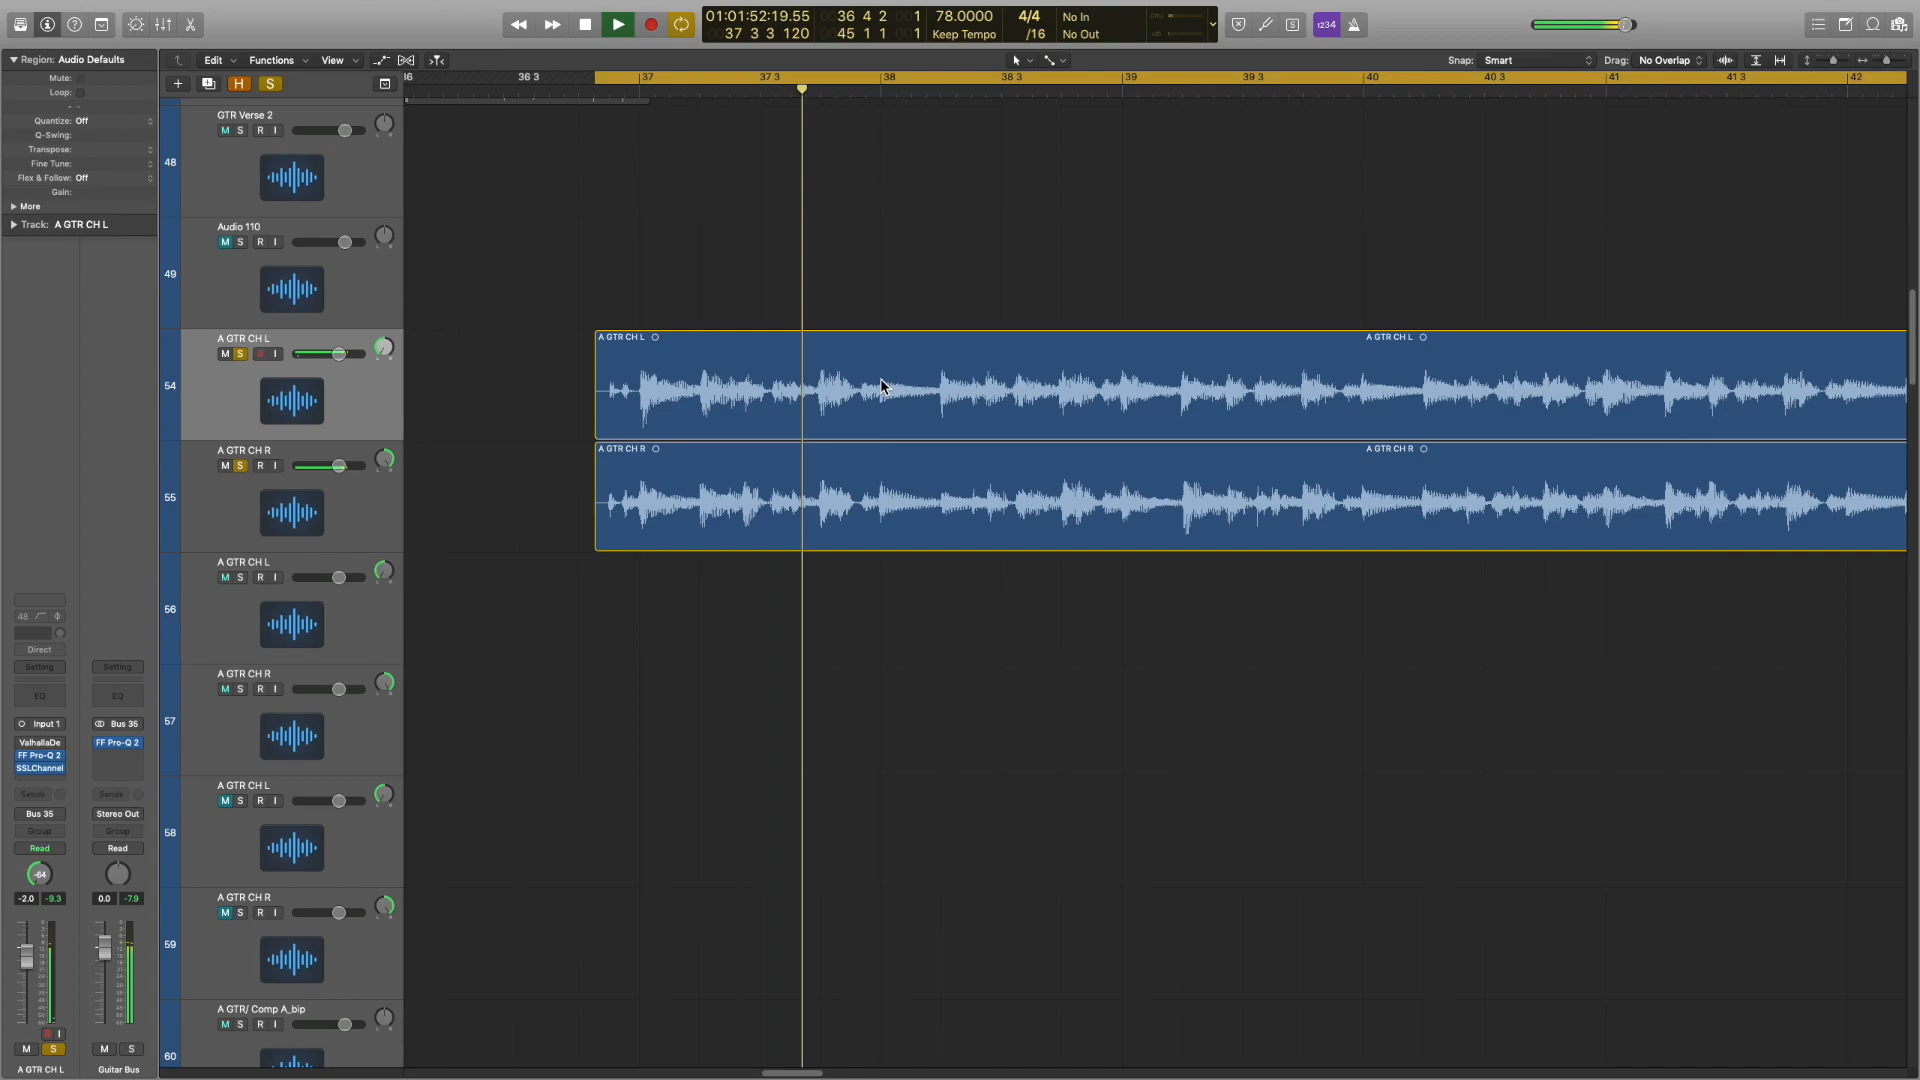 01:01:52:19.55
36 4 2 1
78.0000
4/4
No In
CPU
37 3 3 120
45 1 1 1
Keep Tempo
/16
No Out
HD
1234
Region: Audio Defaults
Edit
Functions
View
Snap: Smart
Drag: No Overlap
Mute:
Loop:
Quantize: Off
Q-Swing:
Transpose:
Fine Tune:
Flex & Follow: Off
Gain:
More
Track: A GTR CH L
H
S
36 3
37
37 3
38
38 3
39
39 3
40
40 3
41
41 3
42
48
GTR Verse 2
M S R I
49
Audio 110
M S R I
54
A GTR CH L
M S R I
55
A GTR CH R
M S R I
56
A GTR CH L
M S R I
57
A GTR CH R
M S R I
58
A GTR CH L
M S R I
59
A GTR CH R
M S R I
60
A GTR/ Comp A_bip
M S R I
A GTR CH L
A GTR CH L
A GTR CH R
A GTR CH R
48
Direct
Setting
Setting
EQ
EQ
Input 1
Bus 35
ValhallaDe
FF Pro-Q 2
FF Pro-Q 2
SSLChannel
Sends
Sends
Bus 35
Stereo Out
Group
Group
Read
Read
-64
-2.0 -9.3
0.0 -7.9
R I
M S
M S
A GTR CH L
Guitar Bus